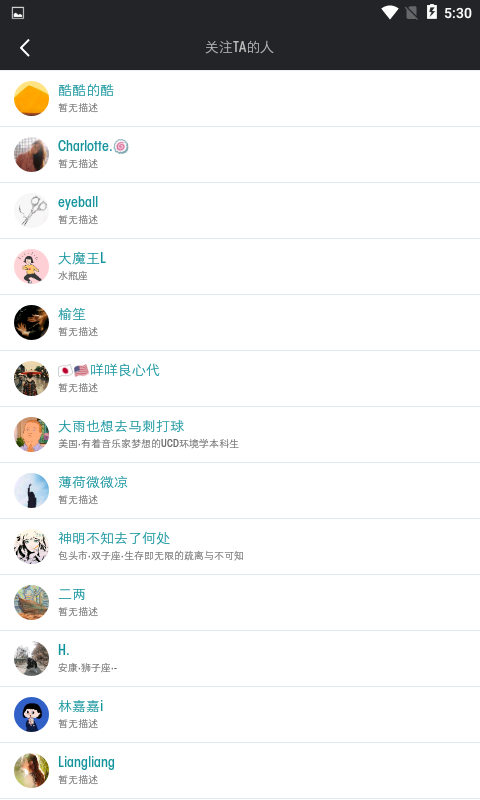 5:30
关注TA的人
酷酷的酷
暂无描述
Charlotte.🍥
暂无描述
eyeball
暂无描述
大魔王L
水瓶座
榆笙
暂无描述
🇯🇵🇺🇸咩咩良心代
暂无描述
大雨也想去马刺打球
美国·有着音乐家梦想的UCD环境学本科生
薄荷微微凉
暂无描述
神明不知去了何处
包头市·双子座·生存即无限的疏离与不可知
二两
暂无描述
H.
安康·狮子座·-
林嘉嘉i
暂无描述
Liangliang
暂无描述